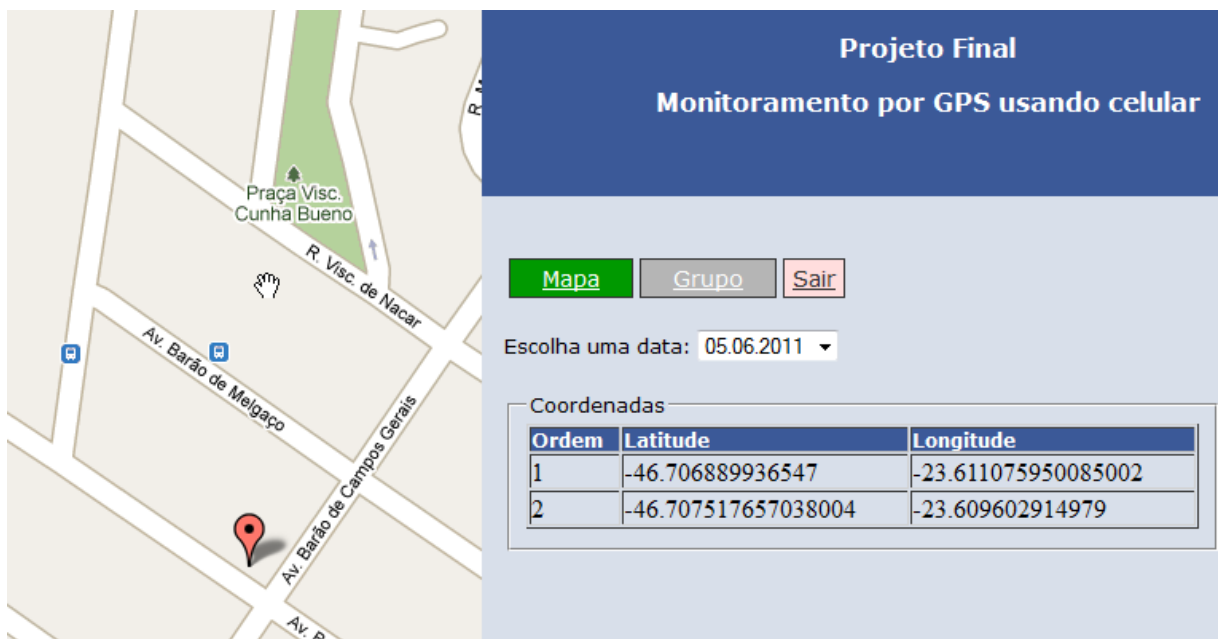 Projeto Final
Monitoramento por GPS usando celular
Mapa Grupo Sair
Escolha uma data: 05.06.2011
Coordenadas
Ordem Latitude Longitude
1 -46.706889936547 -23.611075950085002
2 -46.707517657038004 -23.609602914979
Praça Visc.
Cunha Bueno
R. Visc. de Nacar
Av. Barão de Melgaço
Av. Barão de Campos Gerais
Av.